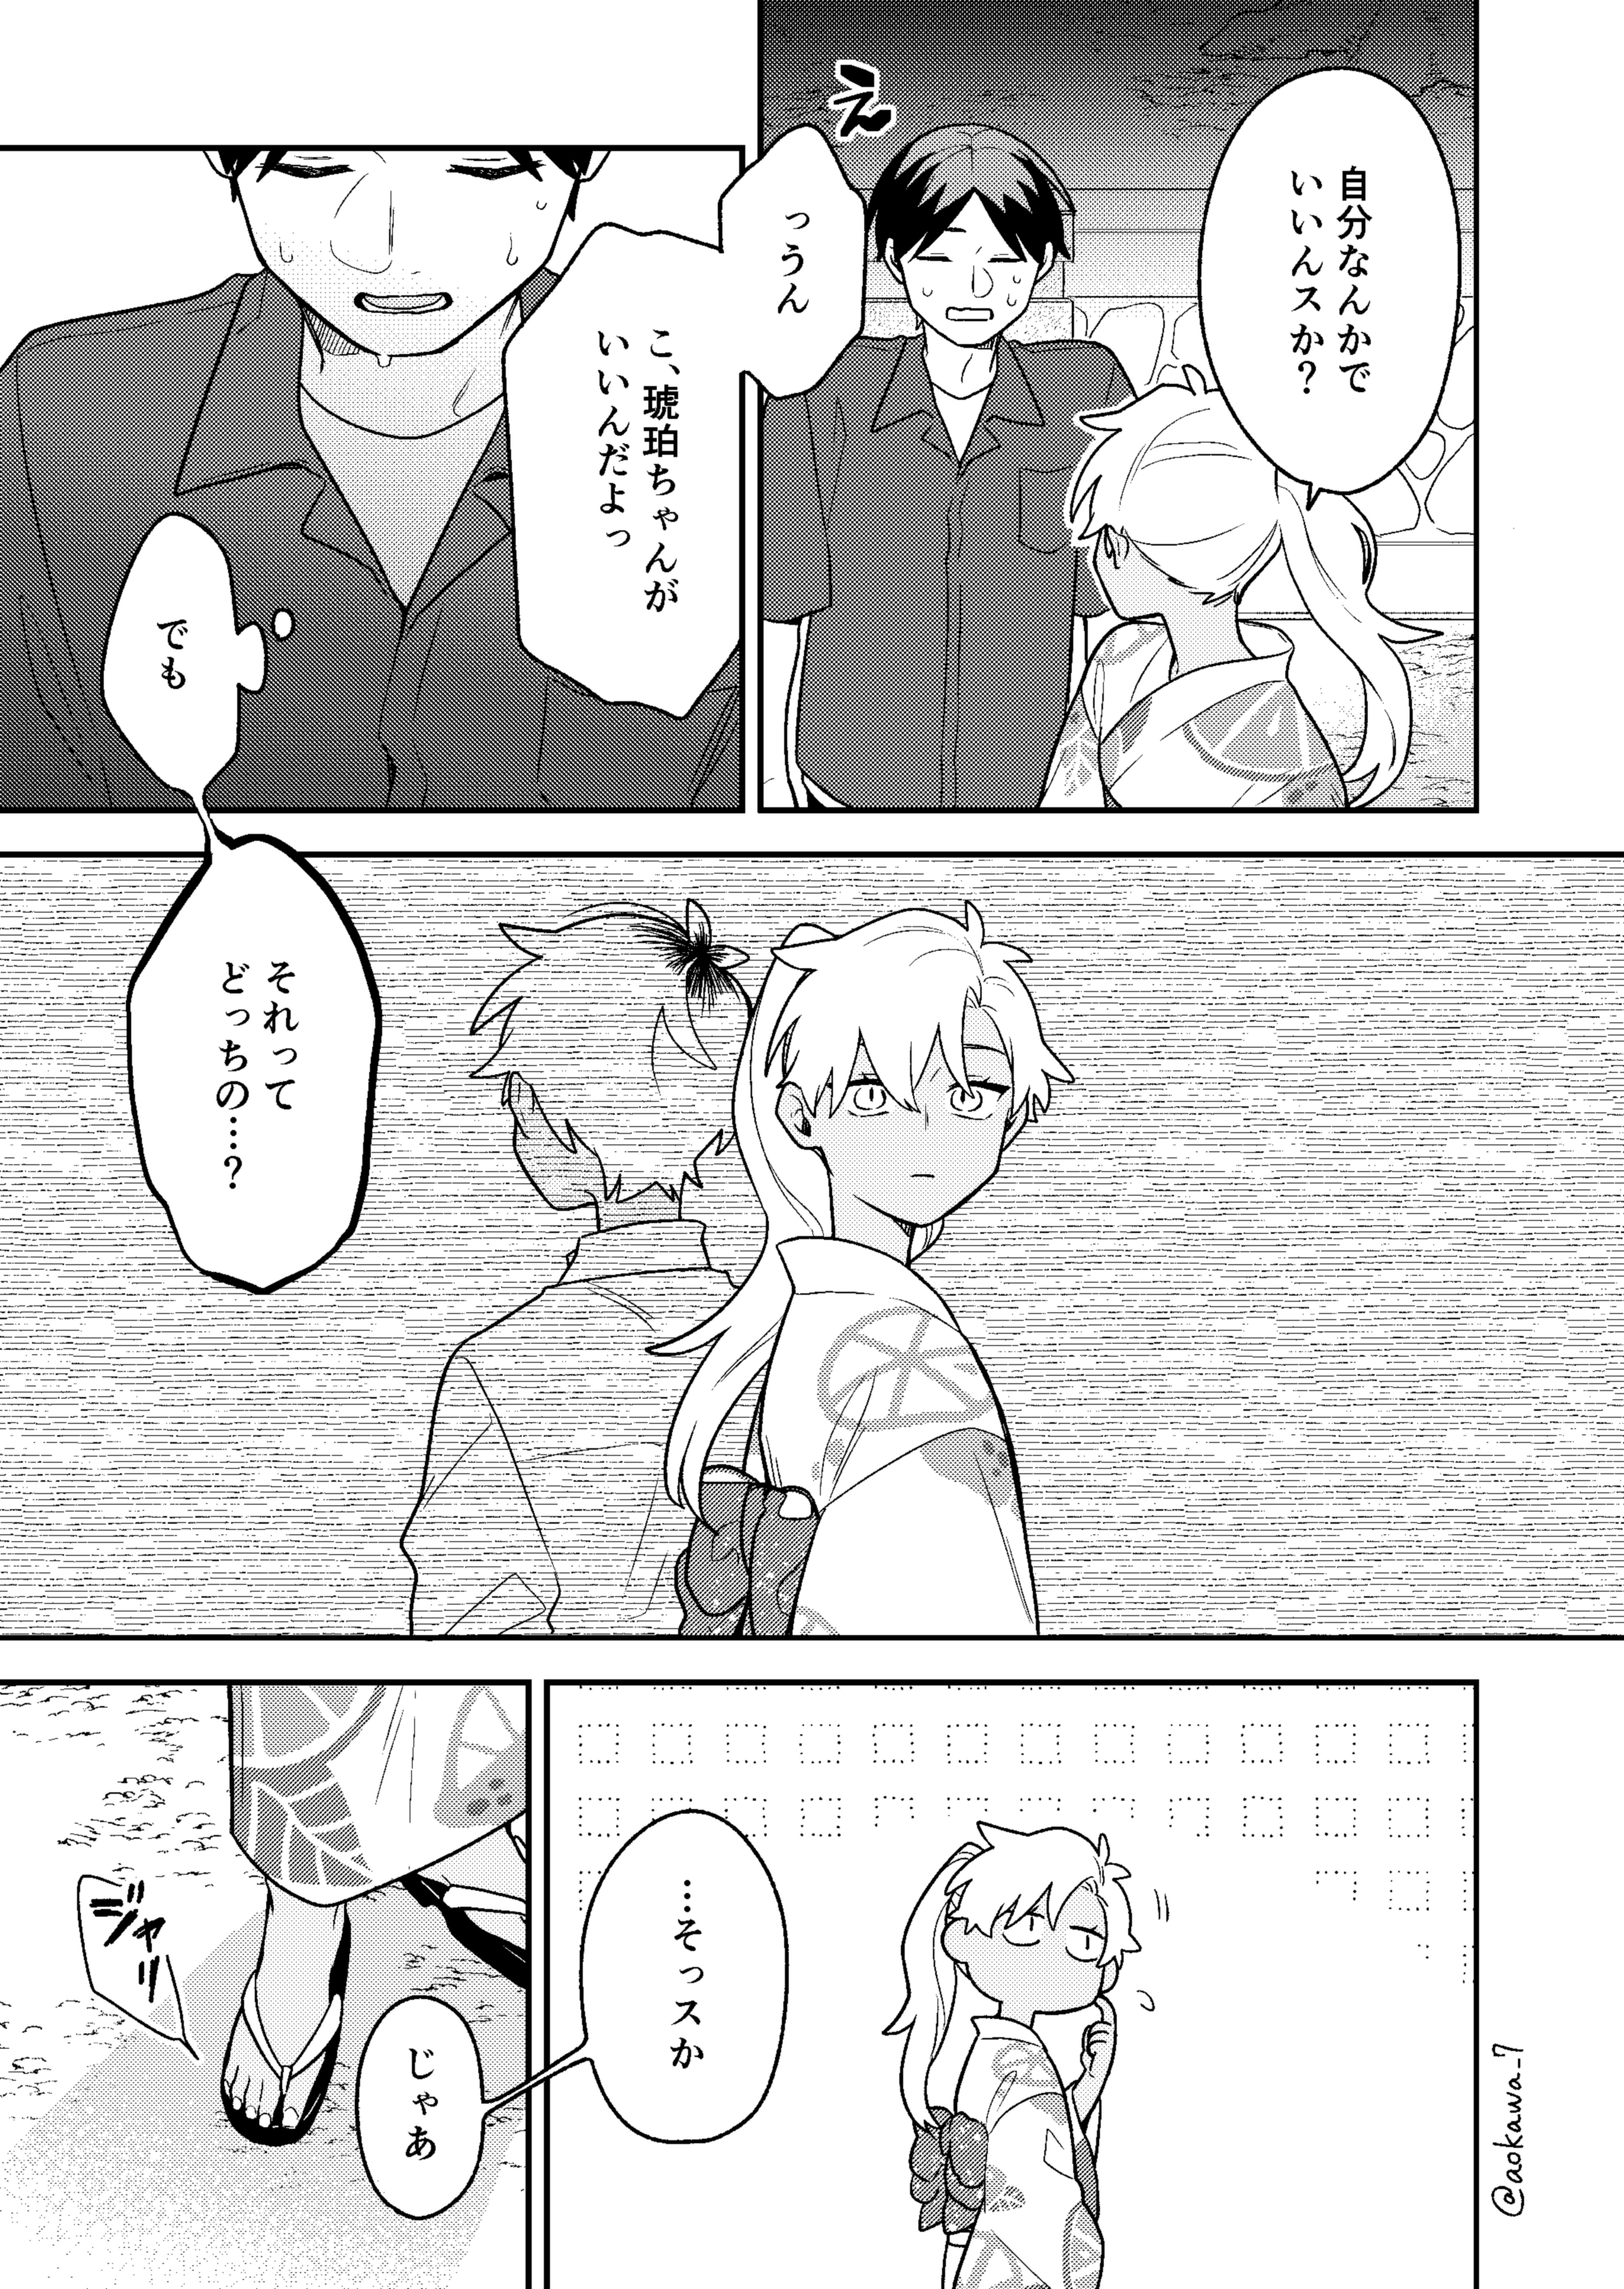 自分なんかで
いいんスか？
え
っうん
こ、琥珀ちゃんが
いいんだよっ
でも
それって
どっちの…？
…そっスか
じゃあ
ジャリ
@aokawa_7